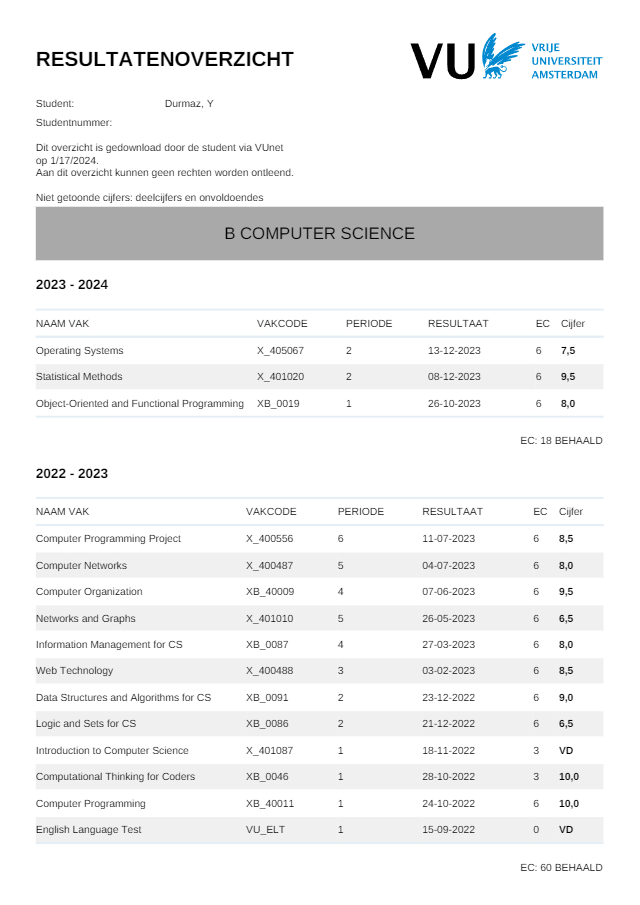 RESULTATENOVERZICHT
VU VRIJE
UNIVERSITEIT
AMSTERDAM
Student: Durmaz, Y
Studentnummer:
Dit overzicht is gedownload door de student via VUnet
op 1/17/2024.
Aan dit overzicht kunnen geen rechten worden ontleend.
Niet getoonde cijfers: deelcijfers en onvoldoendes
B COMPUTER SCIENCE
2023 - 2024
NAAM VAK VAKCODE PERIODE RESULTAAT EC Cijfer
Operating Systems X_405067 2 13-12-2023 6 7,5
Statistical Methods X_401020 2 08-12-2023 6 9,5
Object-Oriented and Functional Programming XB_0019 1 26-10-2023 6 8,0
EC: 18 BEHAALD
2022 - 2023
NAAM VAK VAKCODE PERIODE RESULTAAT EC Cijfer
Computer Programming Project X_400556 6 11-07-2023 6 8,5
Computer Networks X_400487 5 04-07-2023 6 8,0
Computer Organization XB_40009 4 07-06-2023 6 9,5
Networks and Graphs X_401010 5 26-05-2023 6 6,5
Information Management for CS XB_0087 4 27-03-2023 6 8,0
Web Technology X_400488 3 03-02-2023 6 8,5
Data Structures and Algorithms for CS XB_0091 2 23-12-2022 6 9,0
Logic and Sets for CS XB_0086 2 21-12-2022 6 6,5
Introduction to Computer Science X_401087 1 18-11-2022 3 VD
Computational Thinking for Coders XB_0046 1 28-10-2022 3 10,0
Computer Programming XB_40011 1 24-10-2022 6 10,0
English Language Test VU_ELT 1 15-09-2022 0 VD
EC: 60 BEHAALD